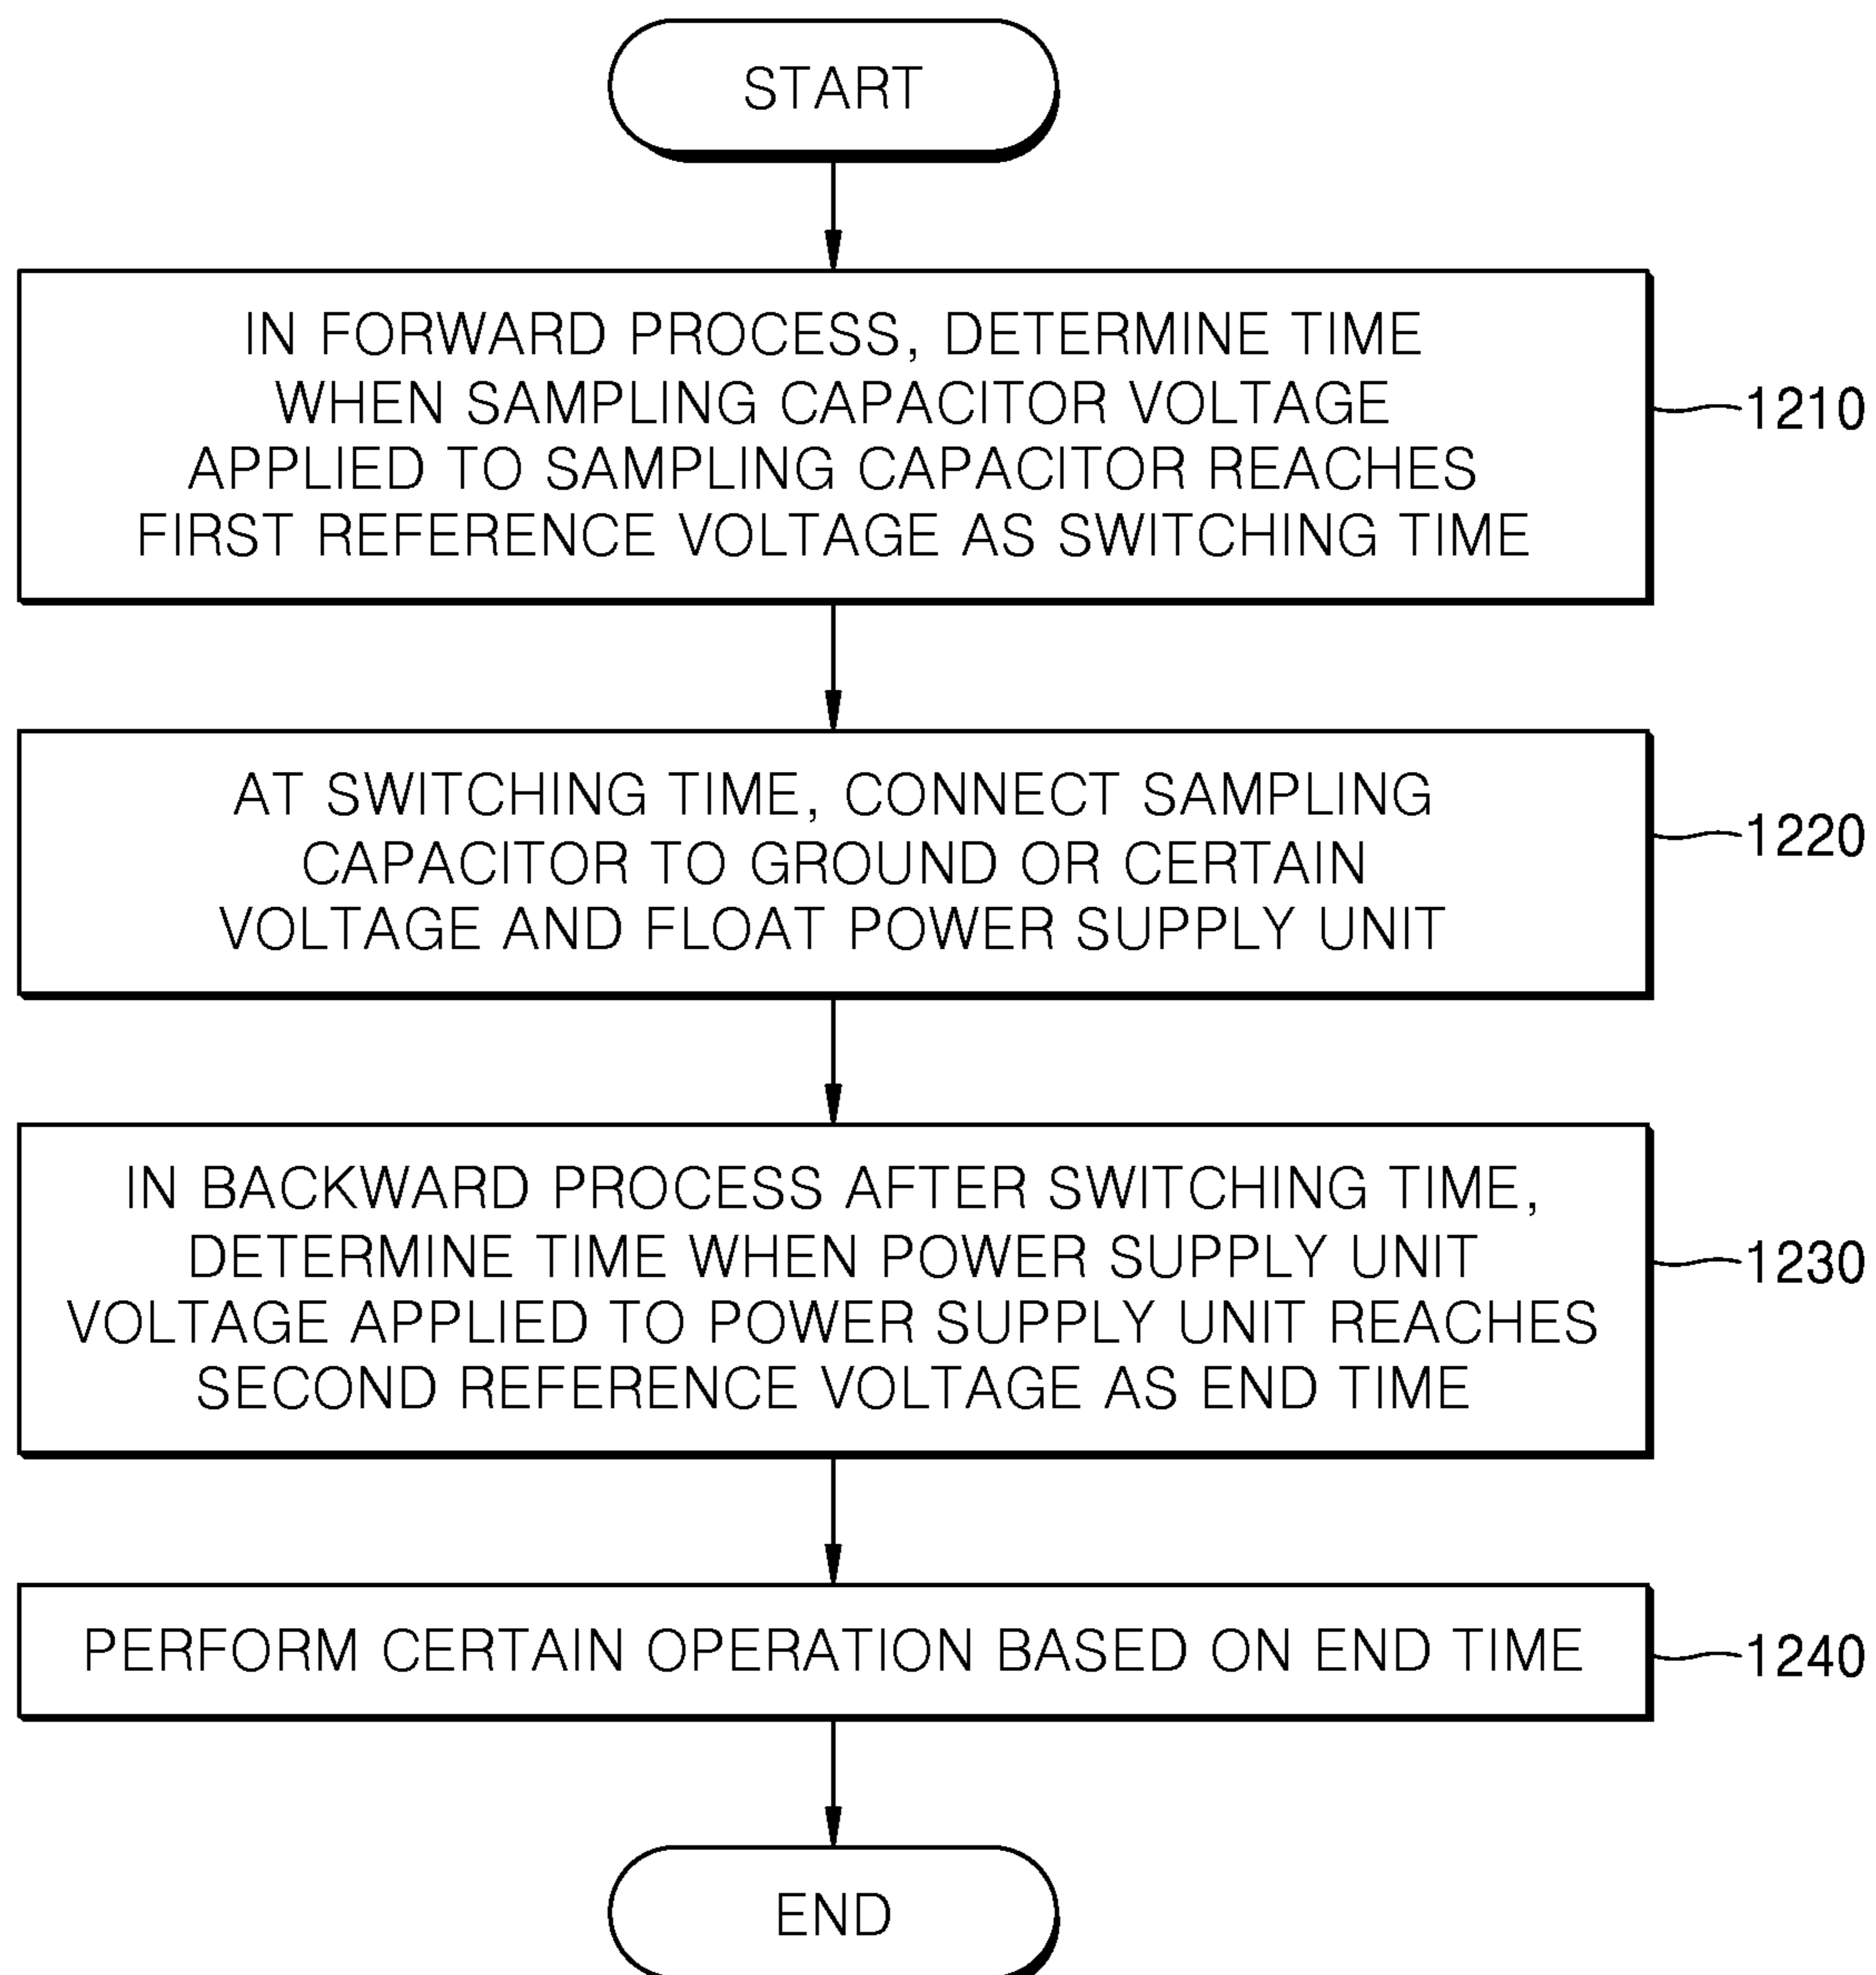 START
IN FORWARD PROCESS, DETERMINE TIME
WHEN SAMPLING CAPACITOR VOLTAGE
APPLIED TO SAMPLING CAPACITOR REACHES
FIRST REFERENCE VOLTAGE AS SWITCHING TIME
1210
AT SWITCHING TIME, CONNECT SAMPLING
CAPACITOR TO GROUND OR CERTAIN
VOLTAGE AND FLOAT POWER SUPPLY UNIT
1220
IN BACKWARD PROCESS AFTER SWITCHING TIME,
DETERMINE TIME WHEN POWER SUPPLY UNIT
VOLTAGE APPLIED TO POWER SUPPLY UNIT REACHES
SECOND REFERENCE VOLTAGE AS END TIME
1230
PERFORM CERTAIN OPERATION BASED ON END TIME
1240
END